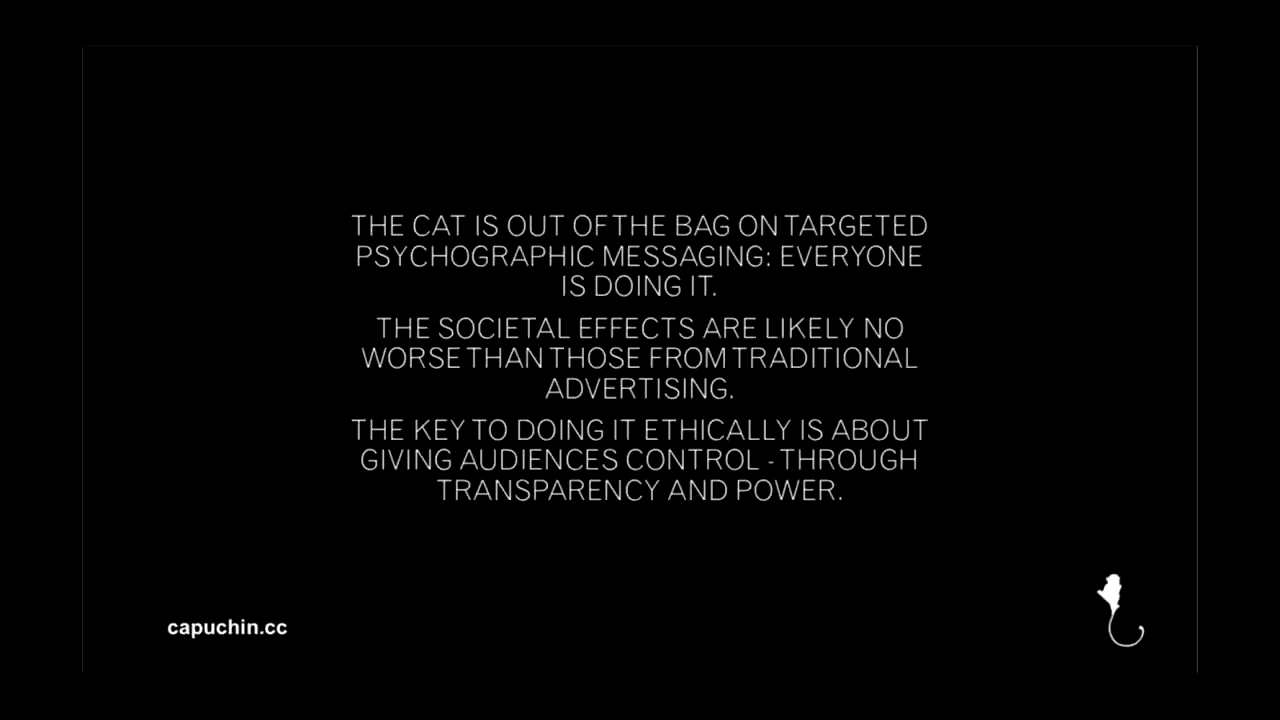 THE CAT IS OUT OF THE BAG ON TARGETED
PSYCHOGRAPHIC MESSAGING: EVERYONE
IS DOING IT.
THE SOCIETAL EFFECTS ARE LIKELY NO
WORSE THAN THOSE FROM TRADITIONAL
ADVERTISING.
THE KEY TO DOING IT ETHICALLY IS ABOUT
GIVING AUDIENCES CONTROL - THROUGH
TRANSPARENCY AND POWER.
capuchin.cc